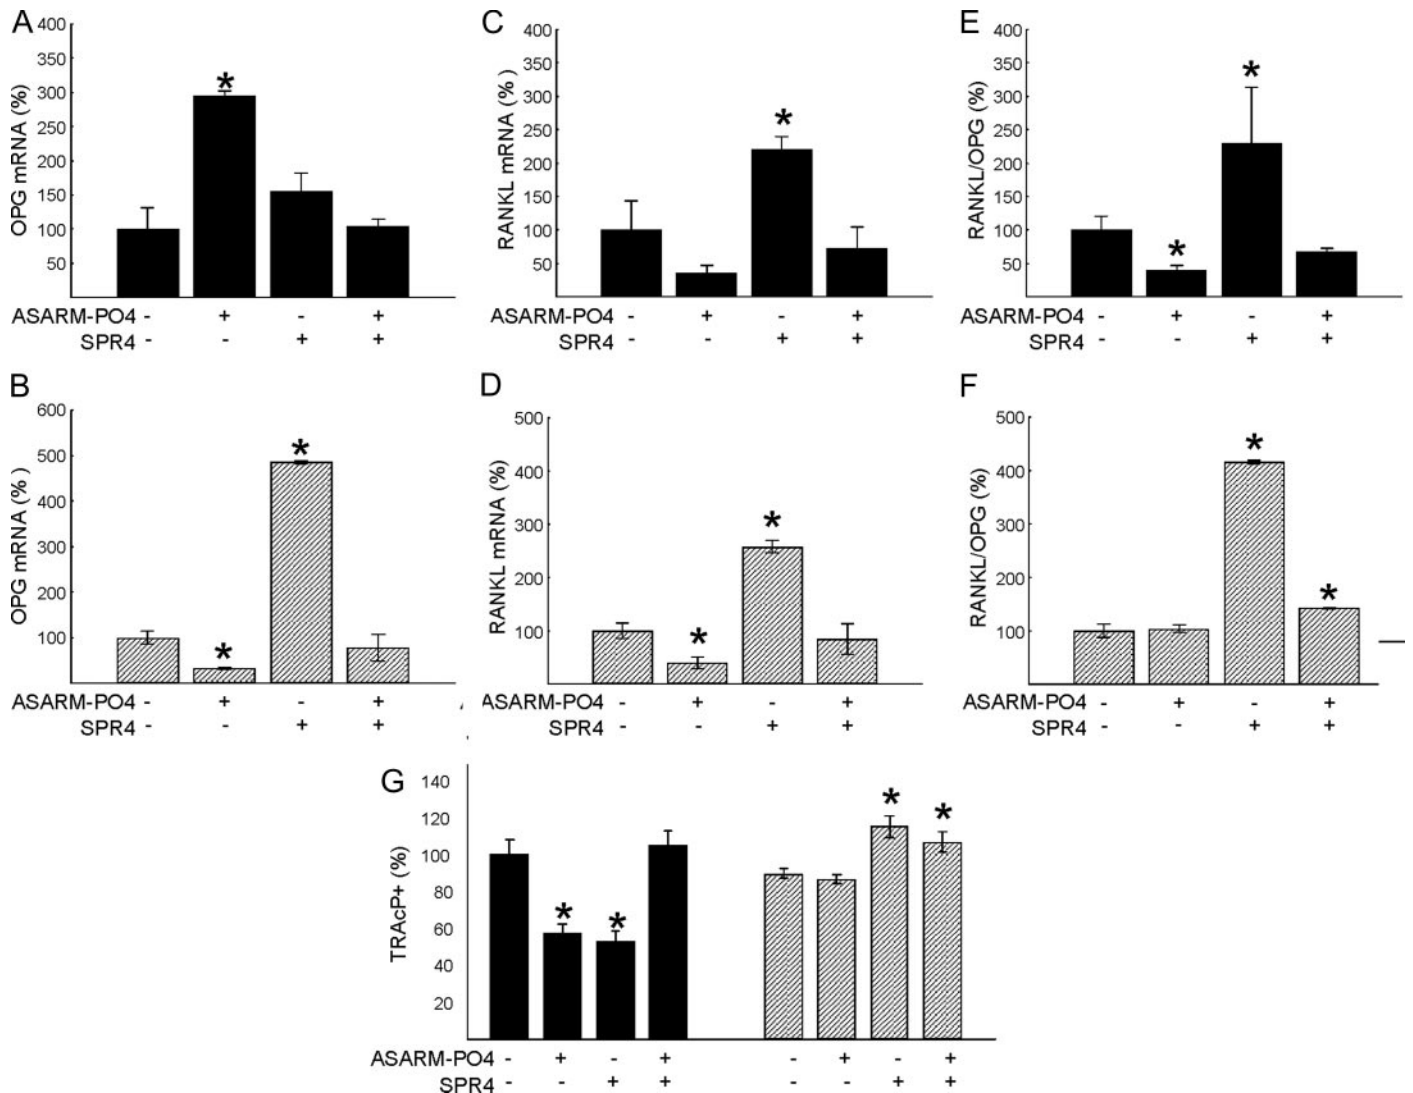 A
OPG mRNA (%)
400
350
300
250
200
150
100
50
*
ASARM-PO4 - + - +
SPR4 - - + +
C
RANKL mRNA (%)
400
350
300
250
200
150
100
50
*
ASARM-PO4 - + - +
SPR4 - - + +
E
RANKL/OPG (%)
400
350
300
250
200
150
100
50
* *
ASARM-PO4 - + - +
SPR4 - - + +
B
OPG mRNA (%)
600
500
400
300
200
100
* *
ASARM-PO4 - + - +
SPR4 - - + +
D
RANKL mRNA (%)
500
400
300
200
100
* *
ASARM-PO4 - + - +
SPR4 - - + +
F
RANKL/OPG (%)
500
400
300
200
100
* *
ASARM-PO4 - + - +
SPR4 - - + +
G
TRAcP+ (%)
140
120
100
80
60
40
20
* * * *
ASARM-PO4 - + - + - + - +
SPR4 - - + + - - + +